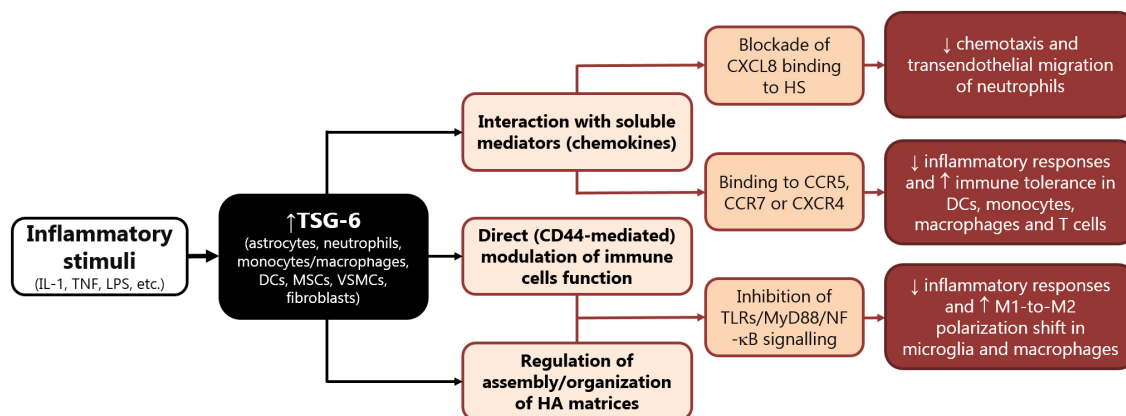 Inflammatory
stimuli
(IL-1, TNF, LPS, etc.)
↑TSG-6
(astrocytes, neutrophils,
monocytes/macrophages,
DCs, MSCs, VSMCs,
fibroblasts)
Interaction with soluble
mediators (chemokines)
Direct (CD44-mediated)
modulation of immune
cells function
Regulation of
assembly/organization
of HA matrices
Blockade of
CXCL8 binding
to HS
Binding to CCR5,
CCR7 or CXCR4
Inhibition of
TLRs/MyD88/NF
-κB signalling
↓ chemotaxis and
transendothelial migration
of neutrophils
↓ inflammatory responses
and ↑ immune tolerance in
DCs, monocytes,
macrophages and T cells
↓ inflammatory responses
and ↑ M1-to-M2
polarization shift in
microglia and macrophages